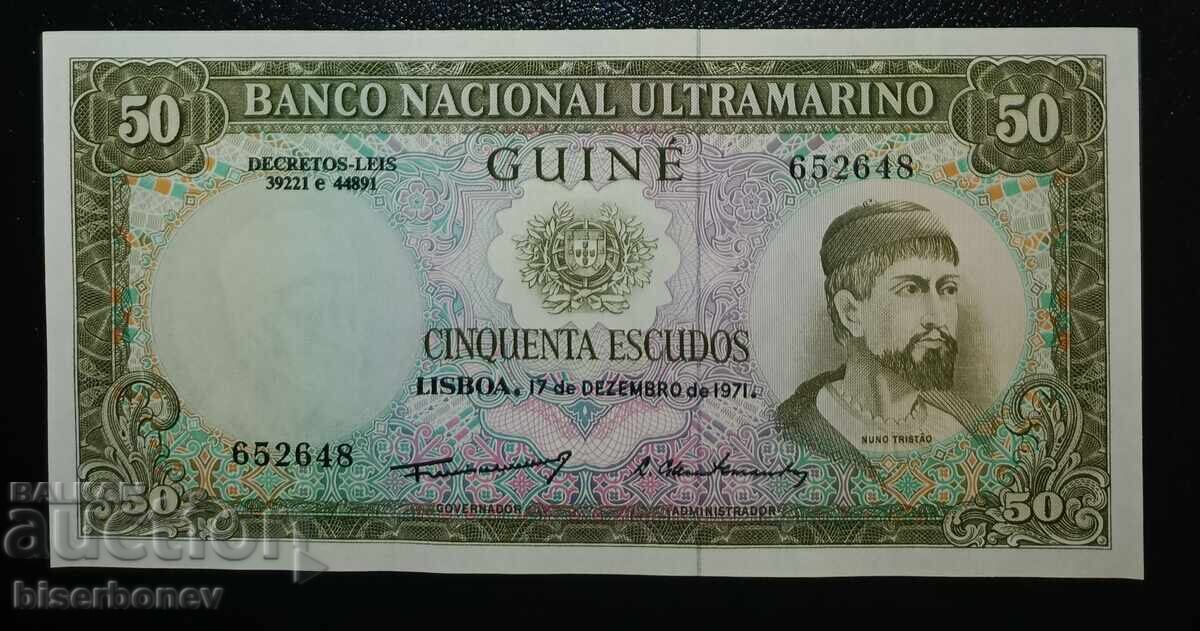 50 BANCO NACIONAL ULTRAMARINO 50
DECRETOS-LEIS
39221 e 44891
GUINÉ
652648
CINQUENTA ESCUDOS
LISBOA, 17 de DEZEMBRO de 1971.
NUNO TRISTÃO
652648
GOVERNADOR
ADMINISTRADOR
50
50
BALKAN
auction
biserbonev